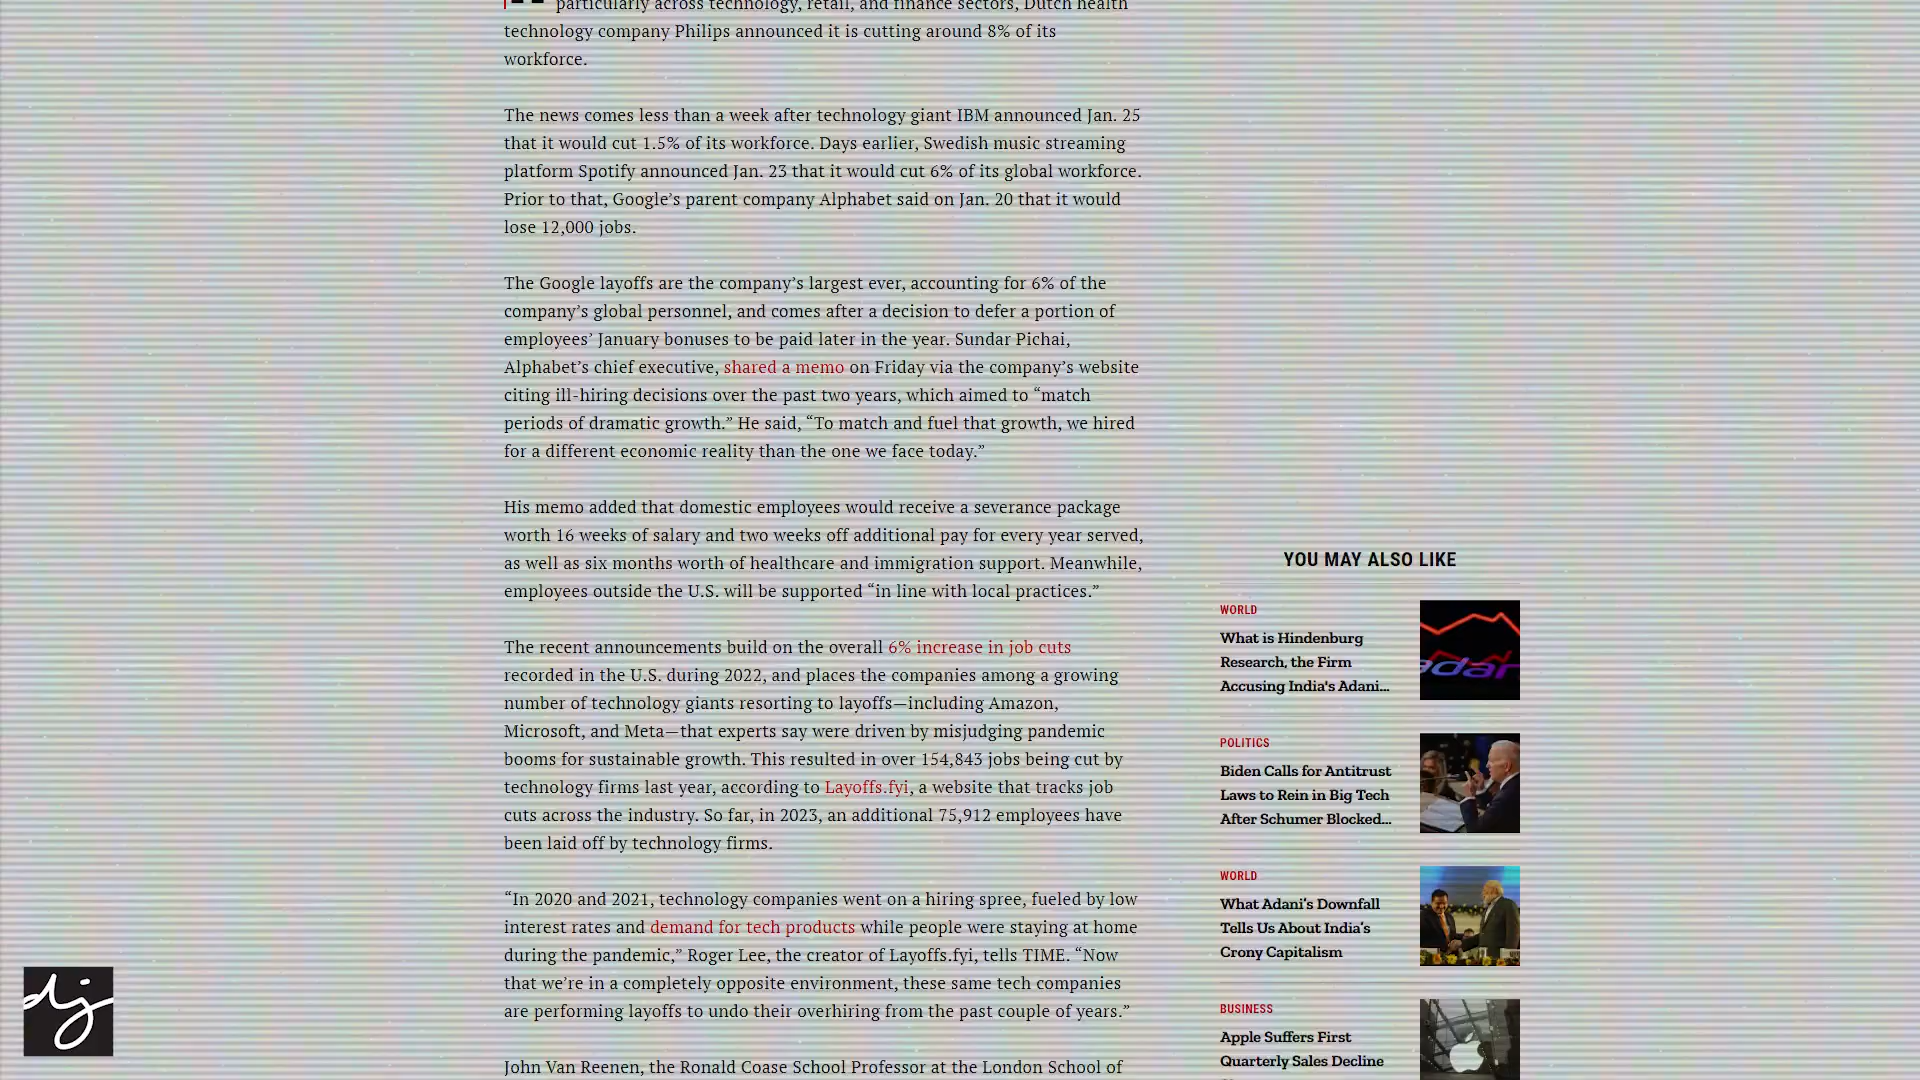 particularly across technology, retail, and finance sectors, Dutch health
technology company Philips announced it is cutting around 8% of its
workforce.
The news comes less than a week after technology giant IBM announced Jan. 25
that it would cut 1.5% of its workforce. Days earlier, Swedish music streaming
platform Spotify announced Jan. 23 that it would cut 6% of its global workforce.
Prior to that, Google’s parent company Alphabet said on Jan. 20 that it would
lose 12,000 jobs.
The Google layoffs are the company’s largest ever, accounting for 6% of the
company’s global personnel, and comes after a decision to defer a portion of
employees’ January bonuses to be paid later in the year. Sundar Pichai,
Alphabet’s chief executive, shared a memo on Friday via the company’s website
citing ill-hiring decisions over the past two years, which aimed to “match
periods of dramatic growth.” He said, “To match and fuel that growth, we hired
for a different economic reality than the one we face today.”
His memo added that domestic employees would receive a severance package
worth 16 weeks of salary and two weeks off additional pay for every year served,
as well as six months worth of healthcare and immigration support. Meanwhile,
employees outside the U.S. will be supported “in line with local practices.”
The recent announcements build on the overall 6% increase in job cuts
recorded in the U.S. during 2022, and places the companies among a growing
number of technology giants resorting to layoffs—including Amazon,
Microsoft, and Meta—that experts say were driven by misjudging pandemic
booms for sustainable growth. This resulted in over 154,843 jobs being cut by
technology firms last year, according to Layoffs.fyi, a website that tracks job
cuts across the industry. So far, in 2023, an additional 75,912 employees have
been laid off by technology firms.
“In 2020 and 2021, technology companies went on a hiring spree, fueled by low
interest rates and demand for tech products while people were staying at home
during the pandemic,” Roger Lee, the creator of Layoffs.fyi, tells TIME. “Now
that we’re in a completely opposite environment, these same tech companies
are performing layoffs to undo their overhiring from the past couple of years.”
John Van Reenen, the Ronald Coase School Professor at the London School of
YOU MAY ALSO LIKE
WORLD
What is Hindenburg
Research, the Firm
Accusing India's Adani...
adan
POLITICS
Biden Calls for Antitrust
Laws to Rein in Big Tech
After Schumer Blocked...
WORLD
What Adani’s Downfall
Tells Us About India’s
Crony Capitalism
BUSINESS
Apple Suffers First
Quarterly Sales Decline
dj